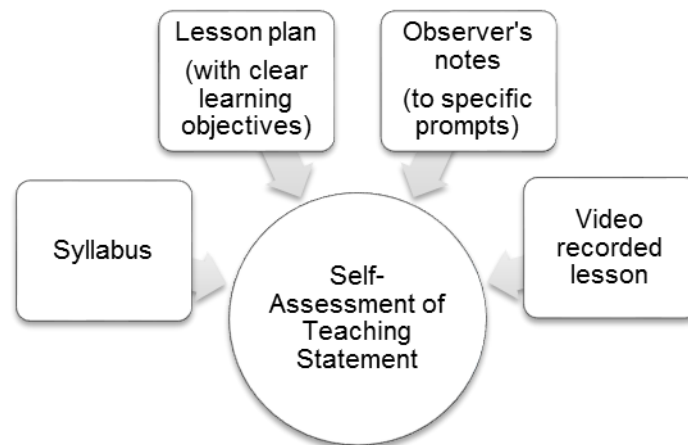 Lesson plan
(with clear
learning
objectives)
Observer's
notes
(to specific
prompts)
Syllabus
Video
recorded
lesson
Self-
Assessment of
Teaching
Statement